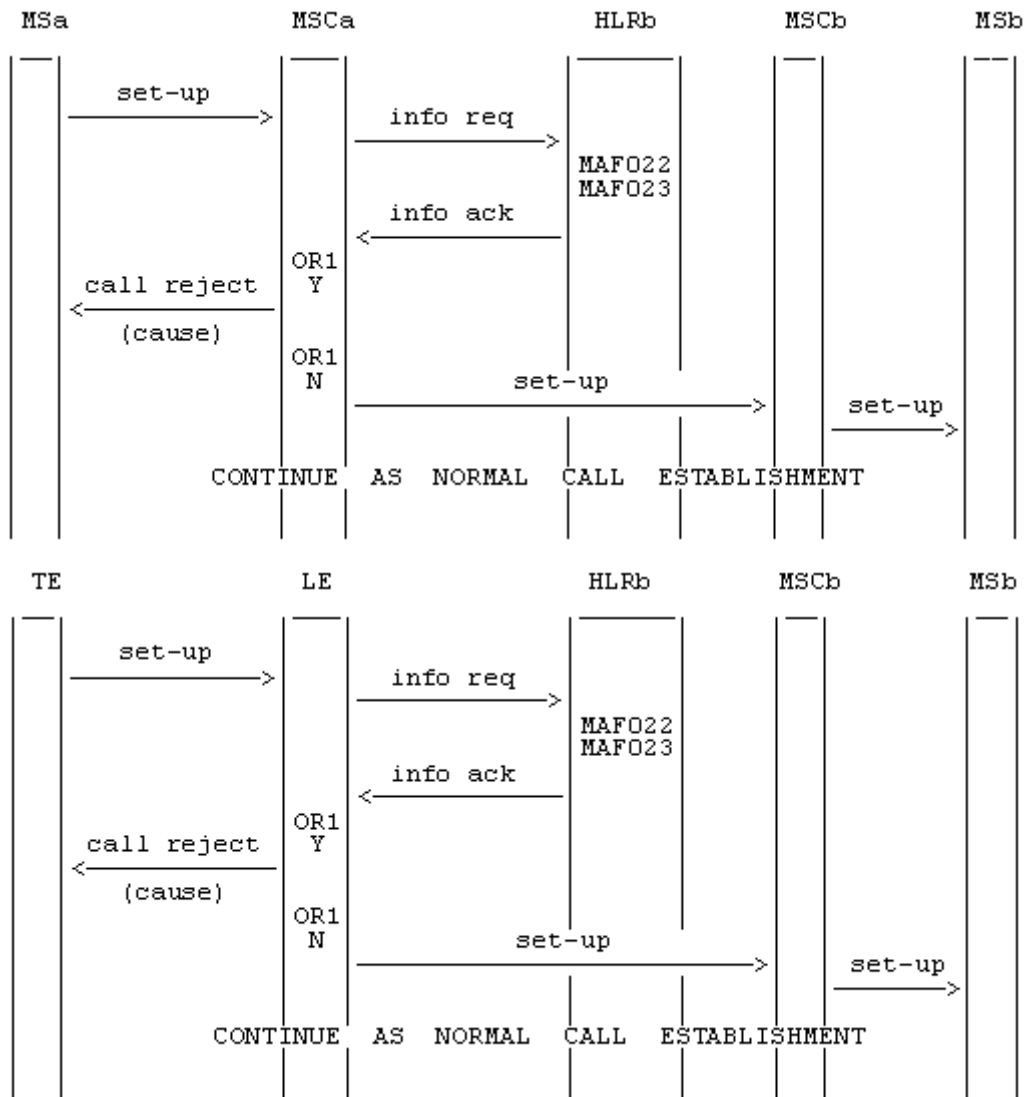 MSa MSCa HLRb MSCb MSb
set-up
info req
MAF022
MAF023
info ack
OR1
Y
call reject
(cause)
OR1
N
set-up
set-up
CONTINUE AS NORMAL CALL ESTABLISHMENT
TE LE HLRb MSCb MSb
set-up
info req
MAF022
MAF023
info ack
OR1
Y
call reject
(cause)
OR1
N
set-up
set-up
CONTINUE AS NORMAL CALL ESTABLISHMENT